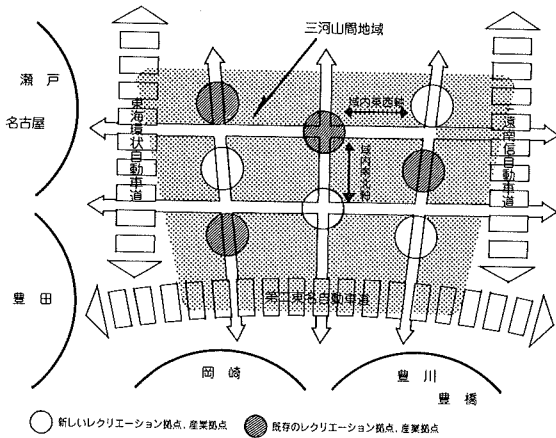 三河山間地域
瀬戸
名古屋
東海環状自動車道
域内東西軸
域内南北軸
三遠南信自動車道
豊田
第二東名自動車道
岡崎
豊川
豊橋
新しいレクリエーション拠点，産業拠点
既存のレクリエーション拠点，産業拠点